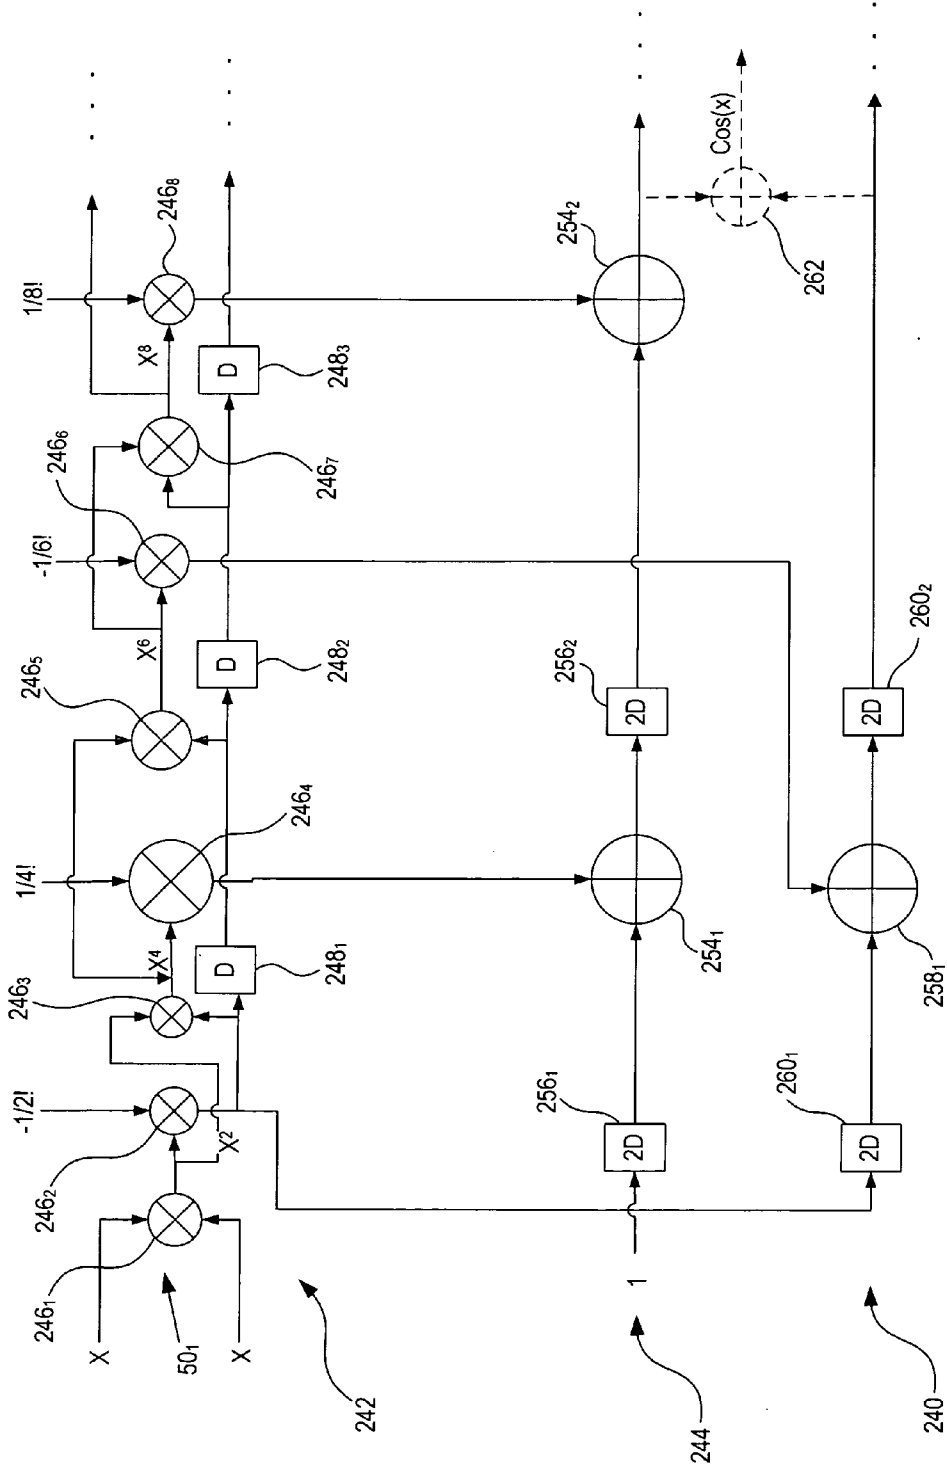 1/8!
246₈
X⁸
D
248₃
246₆
246₇
-1/6!
X⁶
D
248₂
246₅
1/4!
246₄
X⁴
D
248₁
246₃
-1/2!
X²
246₂
246₁
X
X
50₁
242
254₂
256₂
2D
254₁
256₁
2D
1
244
Cos(x)
262
260₂
2D
258₁
260₁
2D
240